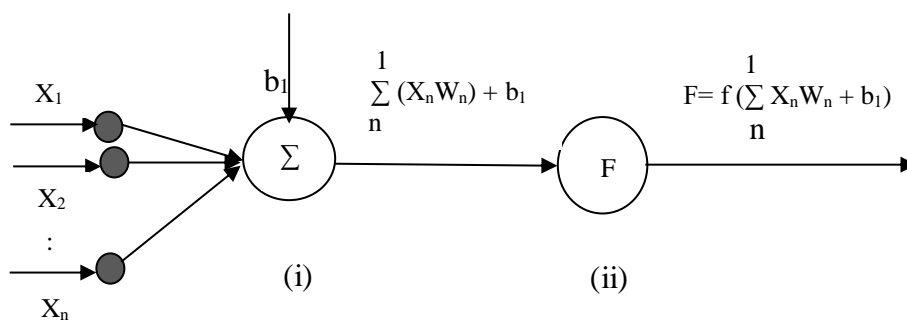 X₁
X₂
:
Xₙ
b₁
Σ
(i)
1
∑ (XₙWₙ) + b₁
n
F
(ii)
1
F= f (∑ XₙWₙ + b₁)
n